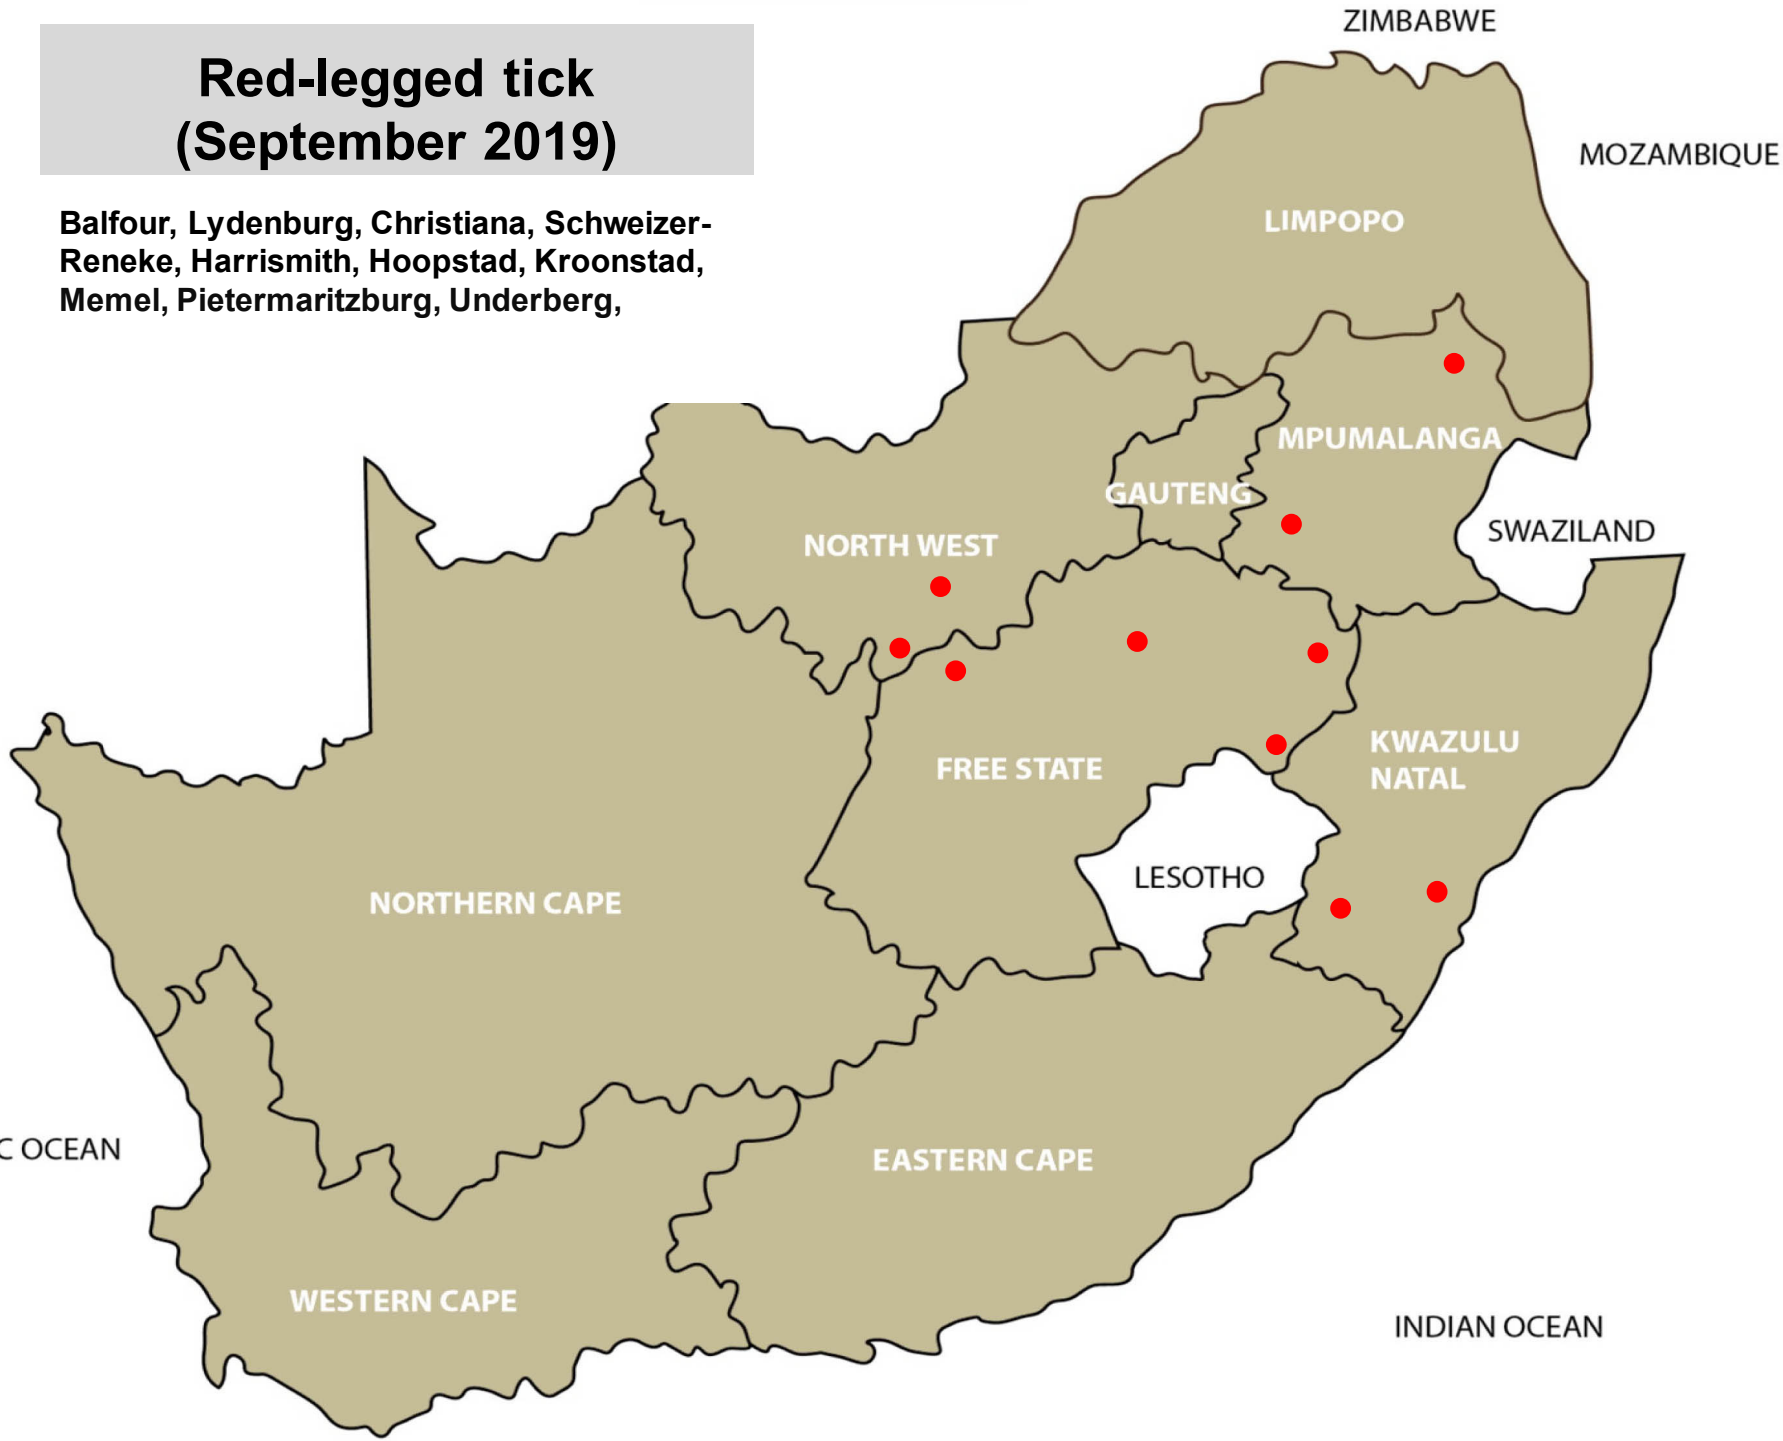 Red-legged tick
(September 2019)
Balfour, Lydenburg, Christiana, Schweizer-
Reneke, Harrismith, Hoopstad, Kroonstad,
Memel, Pietermaritzburg, Underberg,
ZIMBABWE
MOZAMBIQUE
LIMPOPO
MPUMALANGA
GAUTENG
SWAZILAND
NORTH WEST
KWAZULU
NATAL
FREE STATE
LESOTHO
NORTHERN CAPE
C OCEAN
EASTERN CAPE
WESTERN CAPE
INDIAN OCEAN